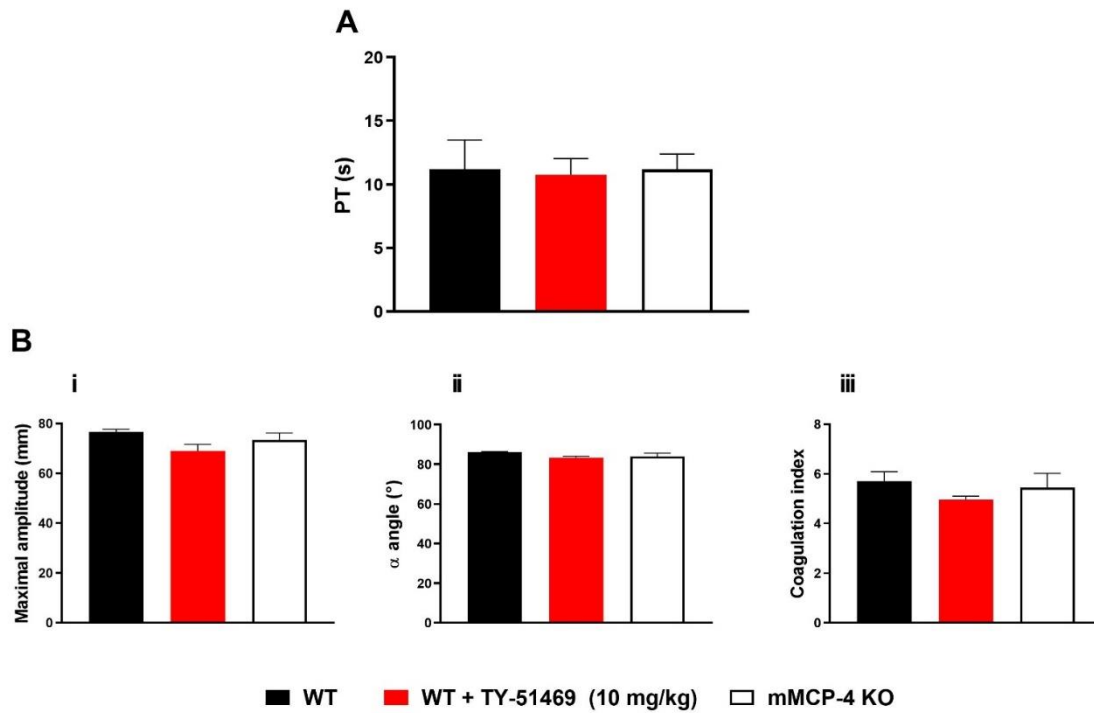 A
20
15
10
5
0
PT (s)
B
i
80
60
40
20
0
Maximal amplitude (mm)
ii
100
80
60
40
20
0
α angle (°)
iii
8
6
4
2
0
Coagulation index
WT WT + TY-51469 (10 mg/kg) mMCP-4 KO